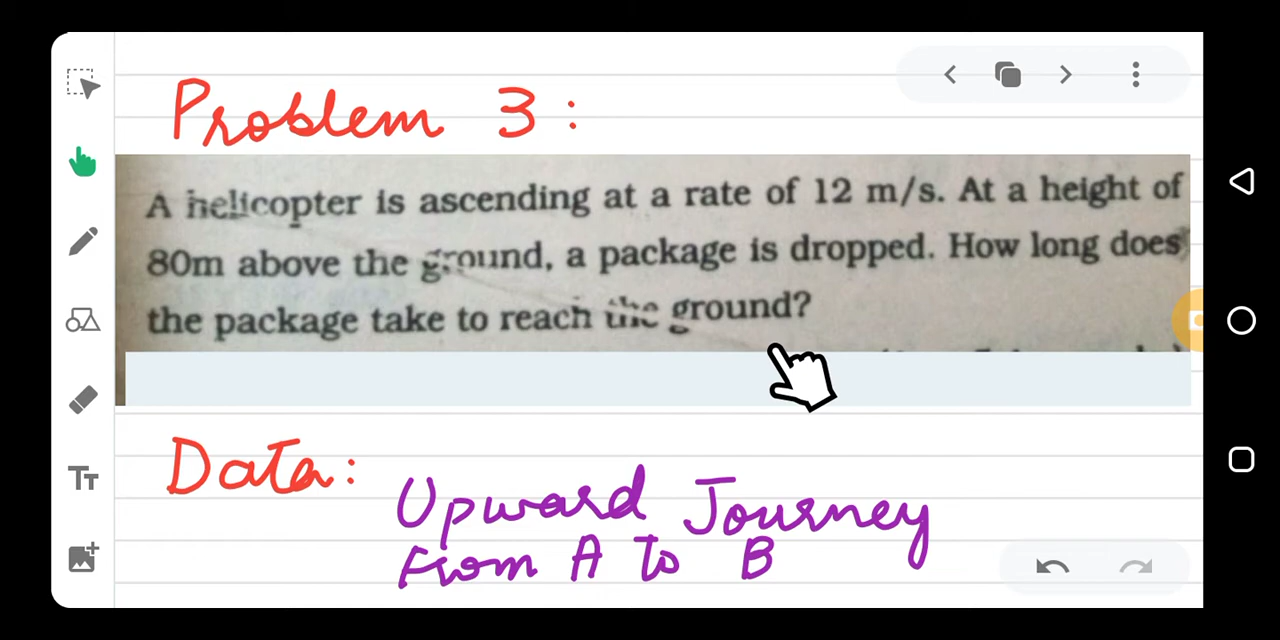 Problem 3 :
A helicopter is ascending at a rate of 12 m/s. At a height of
80m above the ground, a package is dropped. How long does
the package take to reach the ground?
Data:
Upward Journey
From A To B
Tт